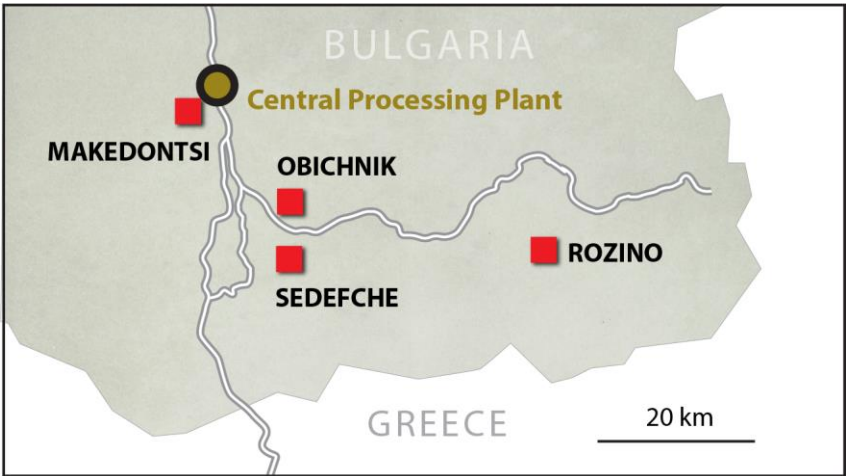 BULGARIA
Central Processing Plant
MAKEDONTSI
OBICHNIK
ROZINO
SEDEFCHE
GREECE
20 km